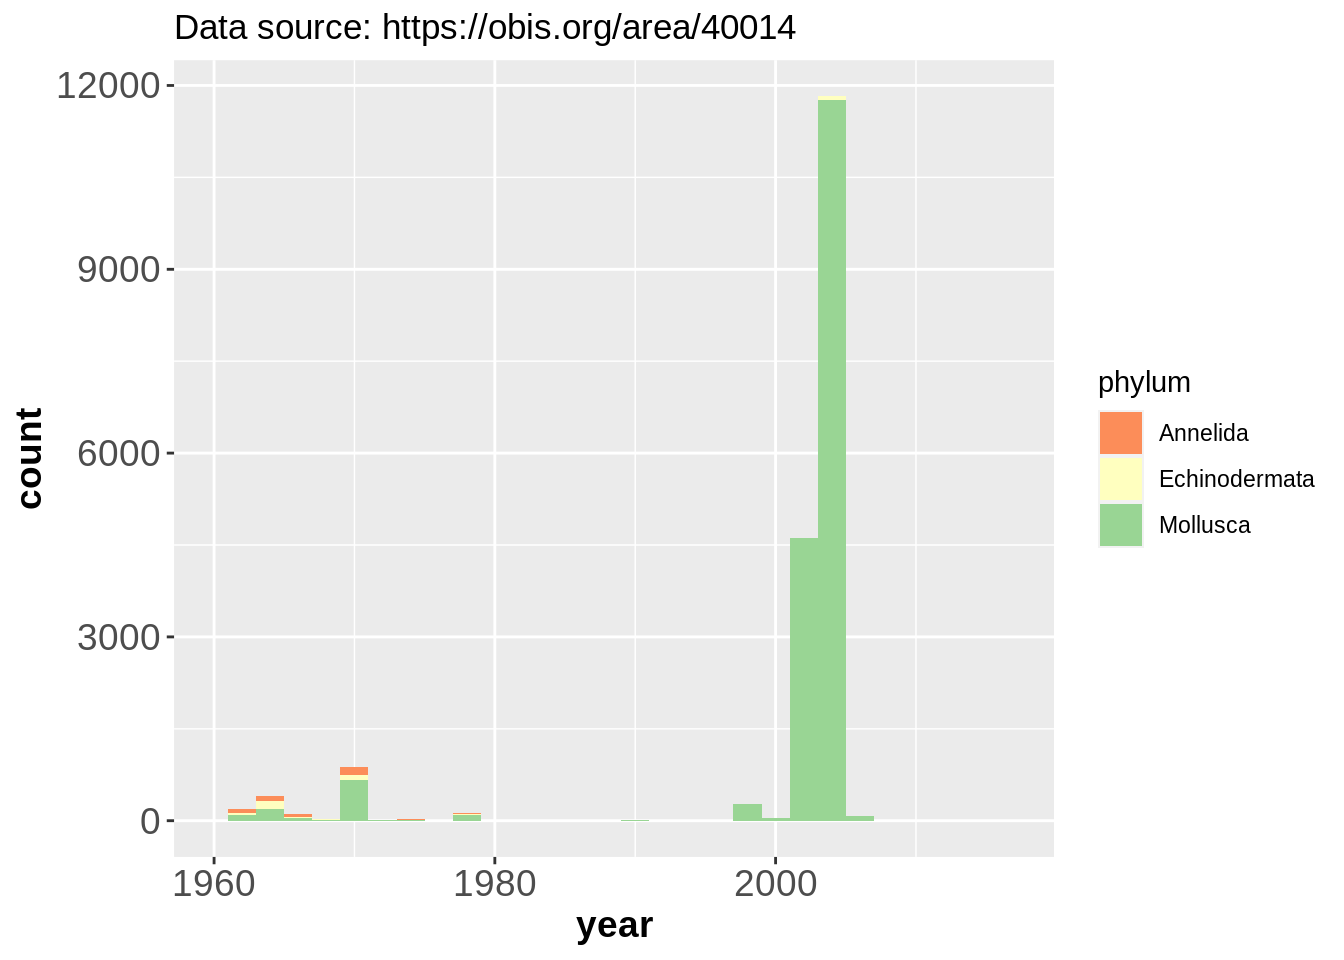 Data source: https://obis.org/area/40014
12000
9000
6000
3000
0
count
1960 1980 2000
year
phylum
Annelida
Echinodermata
Mollusca